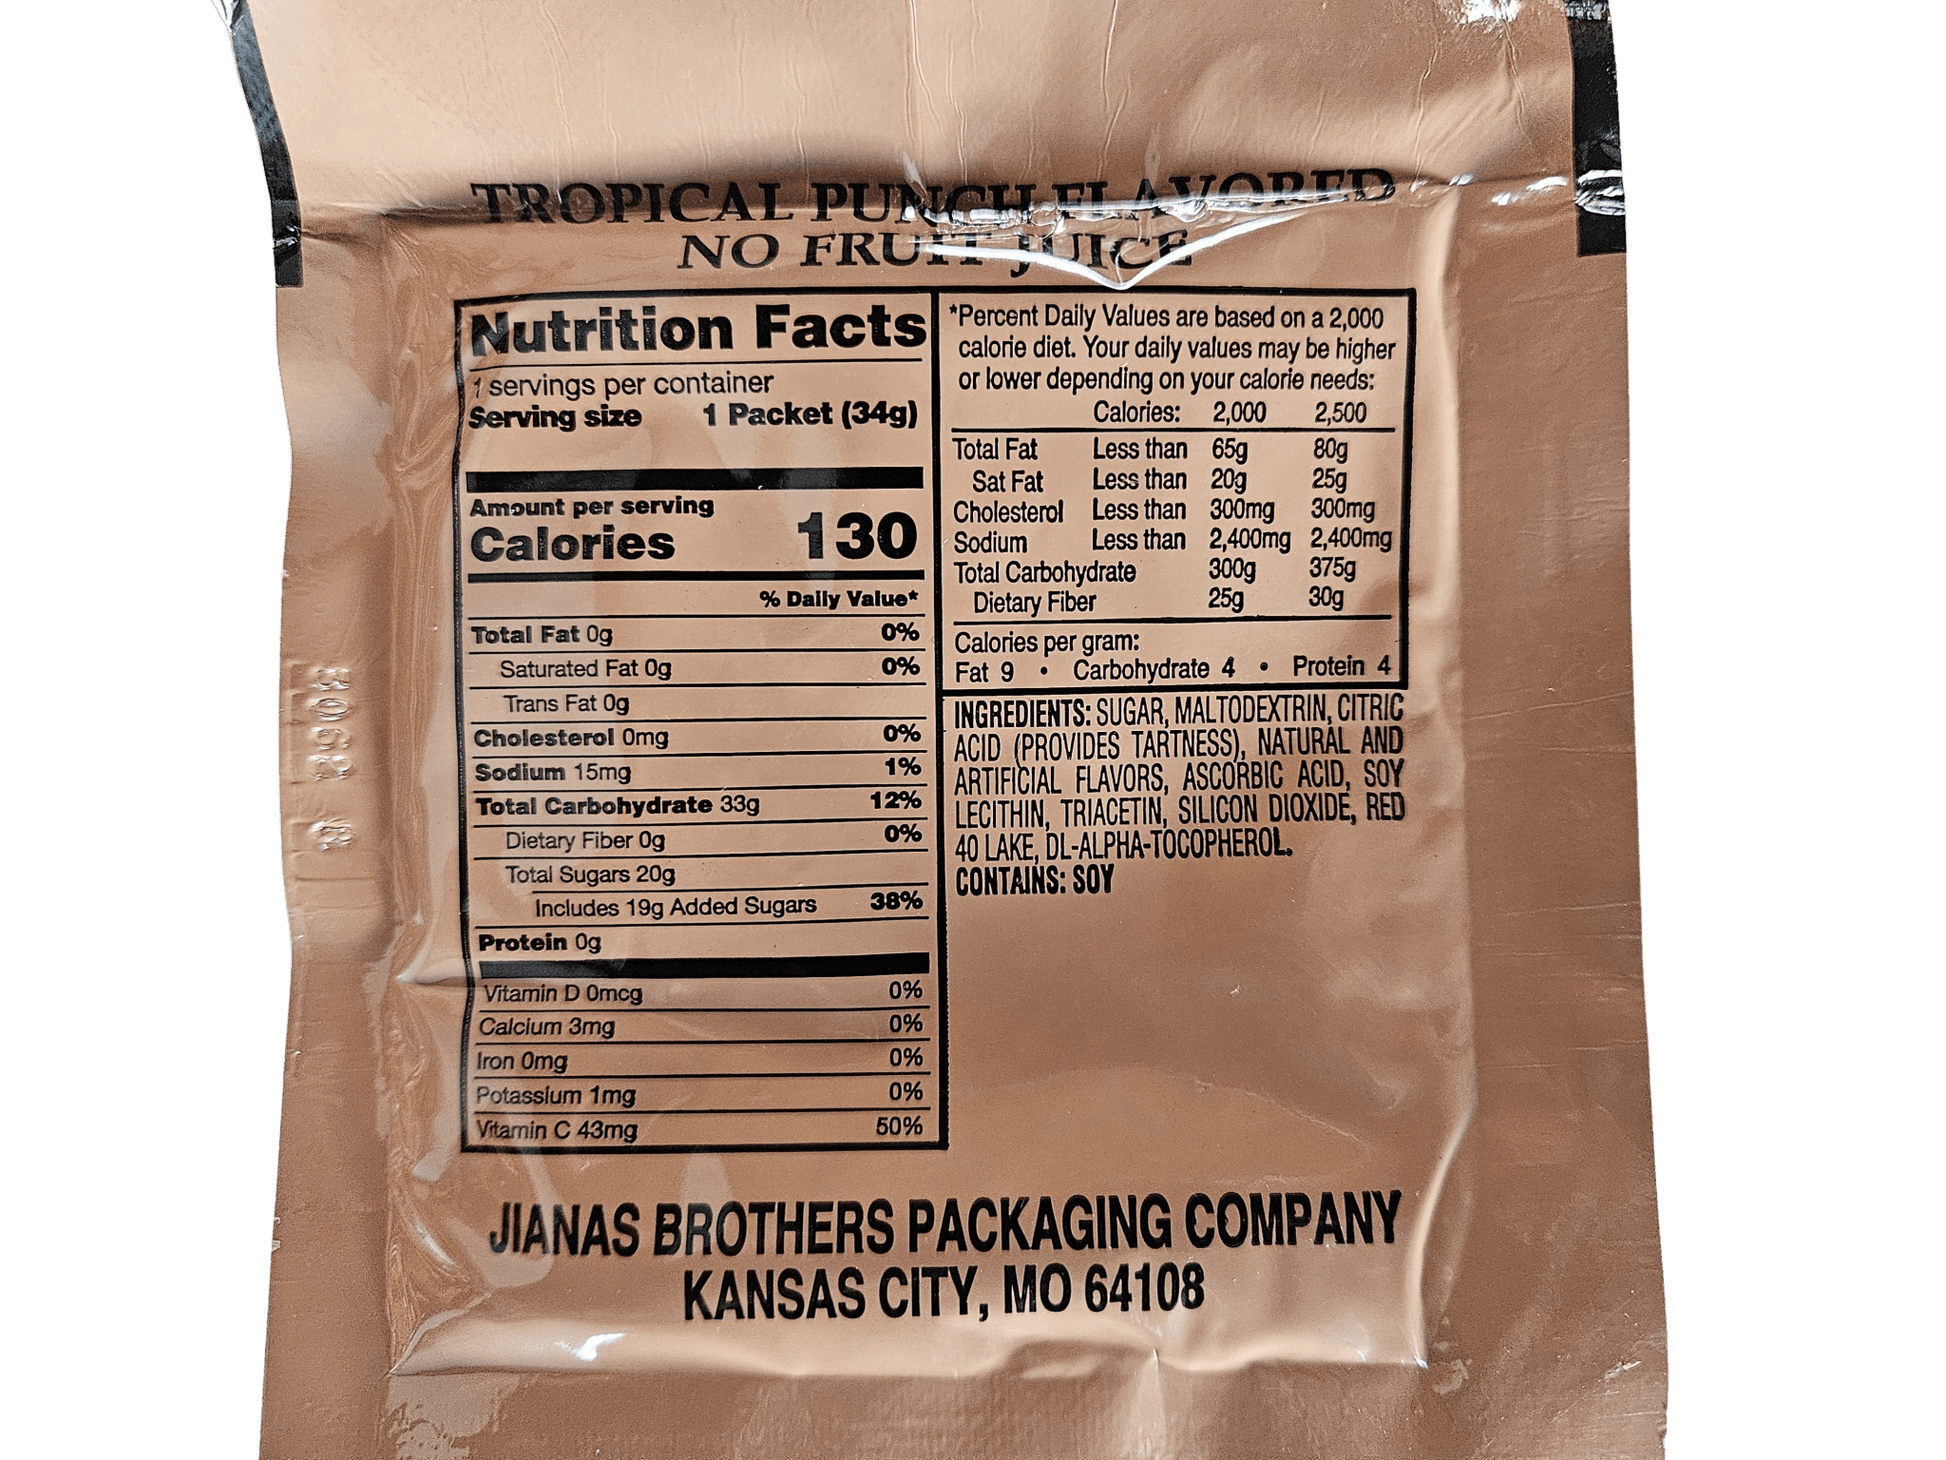 TROPICAL PUNCH FLAVORED
NO FRUIT JUICE
Nutrition Facts
1 servings per container
Serving size 1 Packet (34g)
Amount per serving
Calories 130
% Daily Value*
Total Fat 0g 0%
Saturated Fat 0g 0%
Trans Fat 0g
Cholesterol 0mg 0%
Sodium 15mg 1%
Total Carbohydrate 33g 12%
Dietary Fiber 0g 0%
Total Sugars 20g
Includes 19g Added Sugars 38%
Protein 0g
Vitamin D 0mcg 0%
Calcium 3mg 0%
Iron 0mg 0%
Potassium 1mg 0%
Vitamin C 43mg 50%
*Percent Daily Values are based on a 2,000
calorie diet. Your daily values may be higher
or lower depending on your calorie needs:
Calories: 2,000 2,500
Total Fat Less than 65g 80g
Sat Fat Less than 20g 25g
Cholesterol Less than 300mg 300mg
Sodium Less than 2,400mg 2,400mg
Total Carbohydrate 300g 375g
Dietary Fiber 25g 30g
Calories per gram:
Fat 9 • Carbohydrate 4 • Protein 4
INGREDIENTS: SUGAR, MALTODEXTRIN, CITRIC
ACID (PROVIDES TARTNESS), NATURAL AND
ARTIFICIAL FLAVORS, ASCORBIC ACID, SOY
LECITHIN, TRIACETIN, SILICON DIOXIDE, RED
40 LAKE, DL-ALPHA-TOCOPHEROL.
CONTAINS: SOY
JIANAS BROTHERS PACKAGING COMPANY
KANSAS CITY, MO 64108